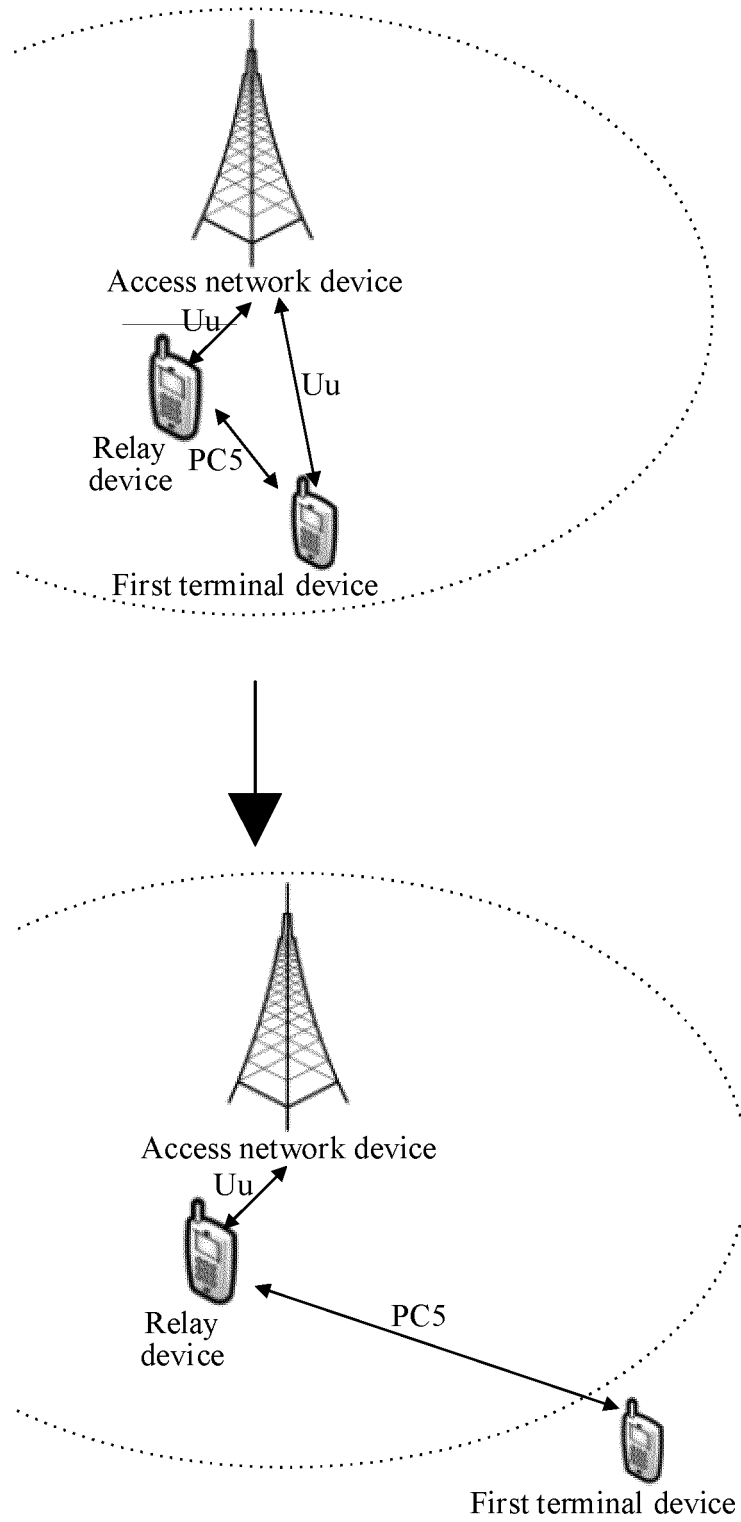 Access network device
Uu
Uu
Relay
device
PC5
First terminal device
Access network device
Uu
Relay
device
PC5
First terminal device